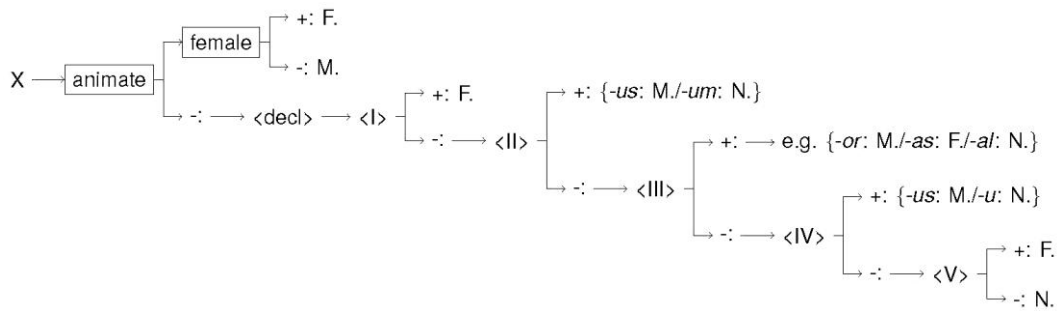 +: F.
female
X animate -: M.
+: F. +: {-us: M./-um: N.}
-: <decl> <I>
-: <II> +: e.g. {-or: M./-as: F./-al: N.}
-: <III> +: {-us: M./-u: N.}
-: <IV> +: F.
-: <V>
-: N.